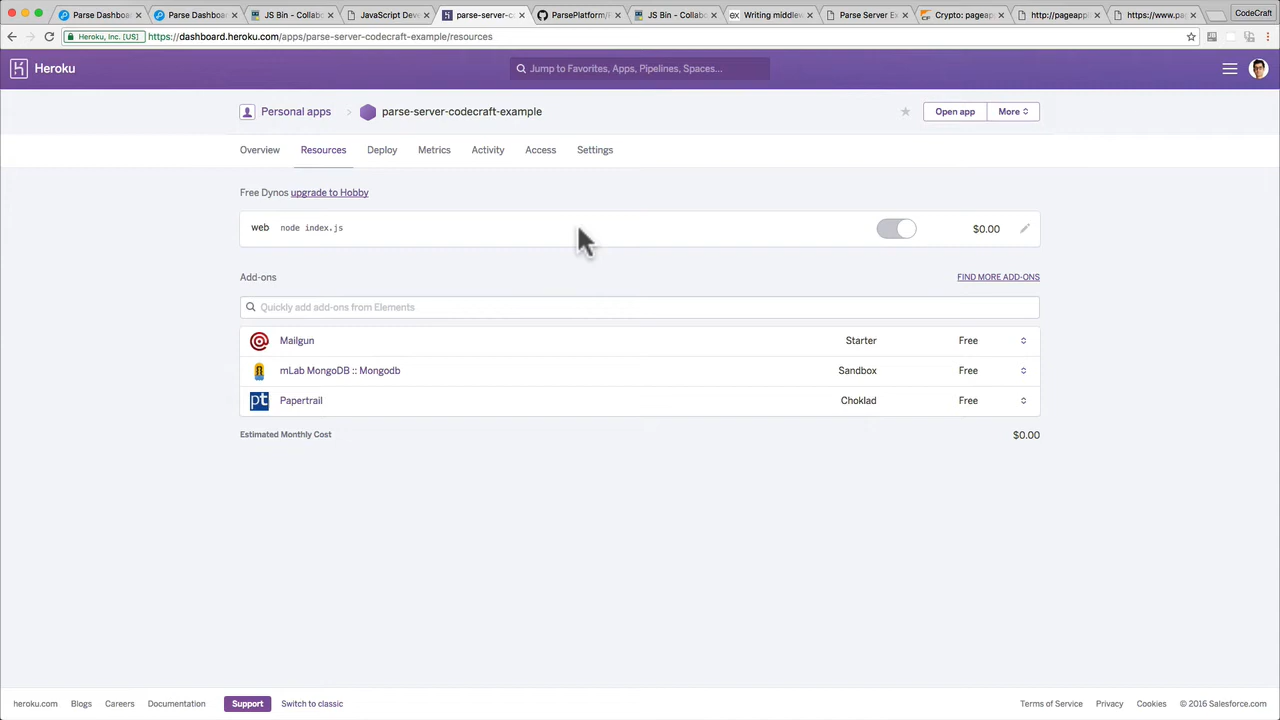 Parse Dashboa
Parse Dashboa
JS Bin - Collab
JavaScript Dev
parse-server-c
ParsePlatform/
JS Bin - Collab
Writing middle
Parse Server Ex
Crypto: pageap
http://pageappl
https://www.pa
CodeCraft
Heroku, Inc. [US]
https://dashboard.heroku.com/apps/parse-server-codecraft-example/resources
Heroku
Jump to Favorites, Apps, Pipelines, Spaces...
Personal apps
parse-server-codecraft-example
Open app
More
Overview
Resources
Deploy
Metrics
Activity
Access
Settings
Free Dynos upgrade to Hobby
web node index.js $0.00
Add-ons
FIND MORE ADD-ONS
Quickly add add-ons from Elements
Mailgun Starter Free
mLab MongoDB :: Mongodb Sandbox Free
pt Papertrail Choklad Free
Estimated Monthly Cost $0.00
heroku.com Blogs Careers Documentation Support Switch to classic Terms of Service Privacy Cookies © 2016 Salesforce.com